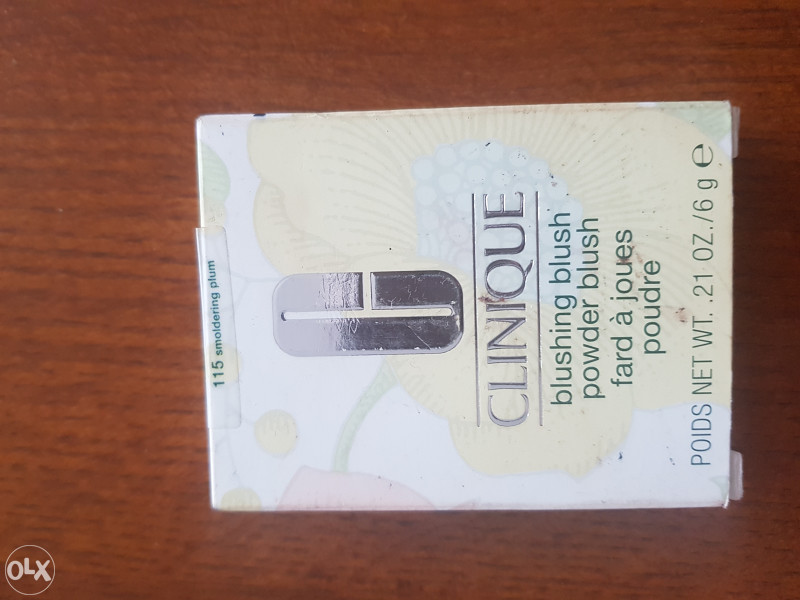 115 smoldering plum
CLINIQUE
blushing blush
powder blush
fard à joues
poudre
POIDS NET WT. .21 OZ./6 g e
OLX